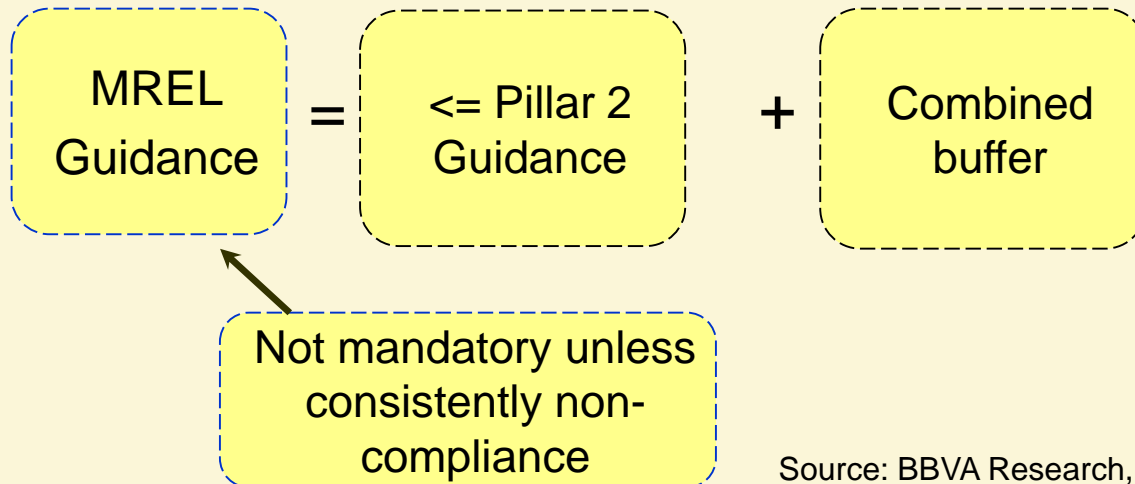 MREL
Guidance
=
<= Pillar 2
Guidance
+
Combined
buffer
Not mandatory unless
consistently non-
compliance
Source: BBVA Research,